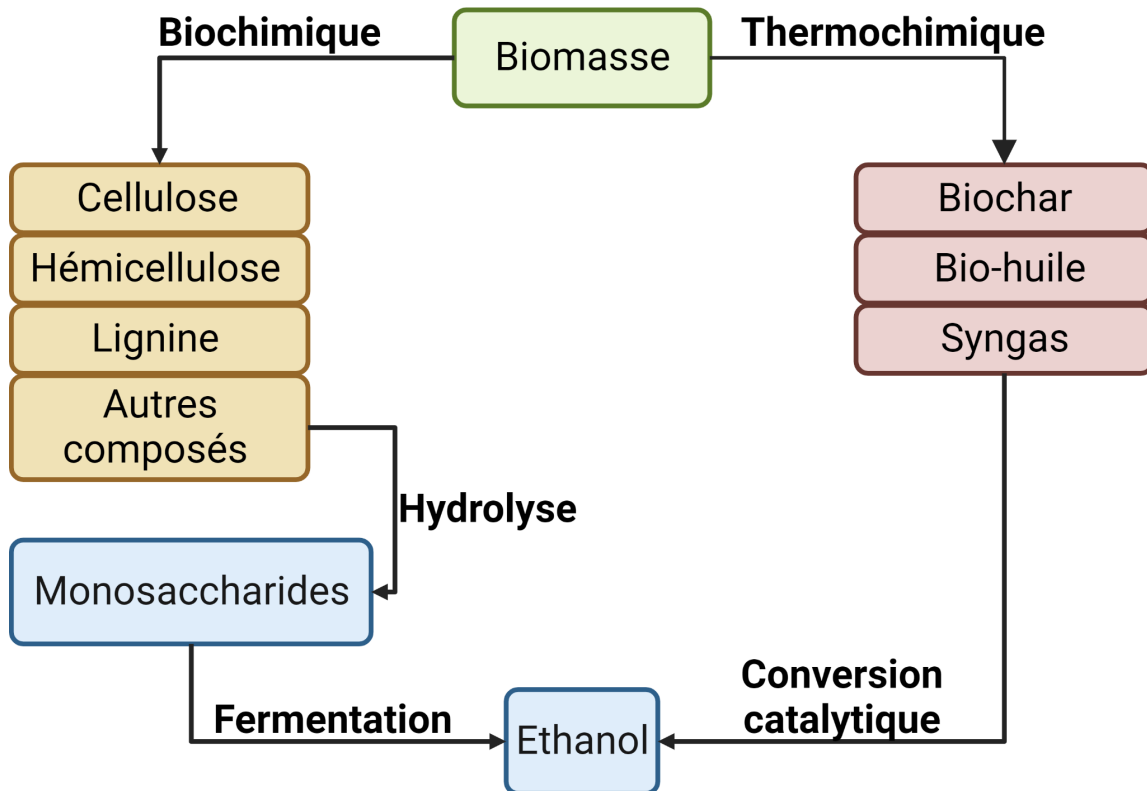 Biochimique
Biomasse
Thermochimique
Cellulose
Hémicellulose
Lignine
Autres
composés
Biochar
Bio-huile
Syngas
Hydrolyse
Monosaccharides
Fermentation
Ethanol
Conversion
catalytique